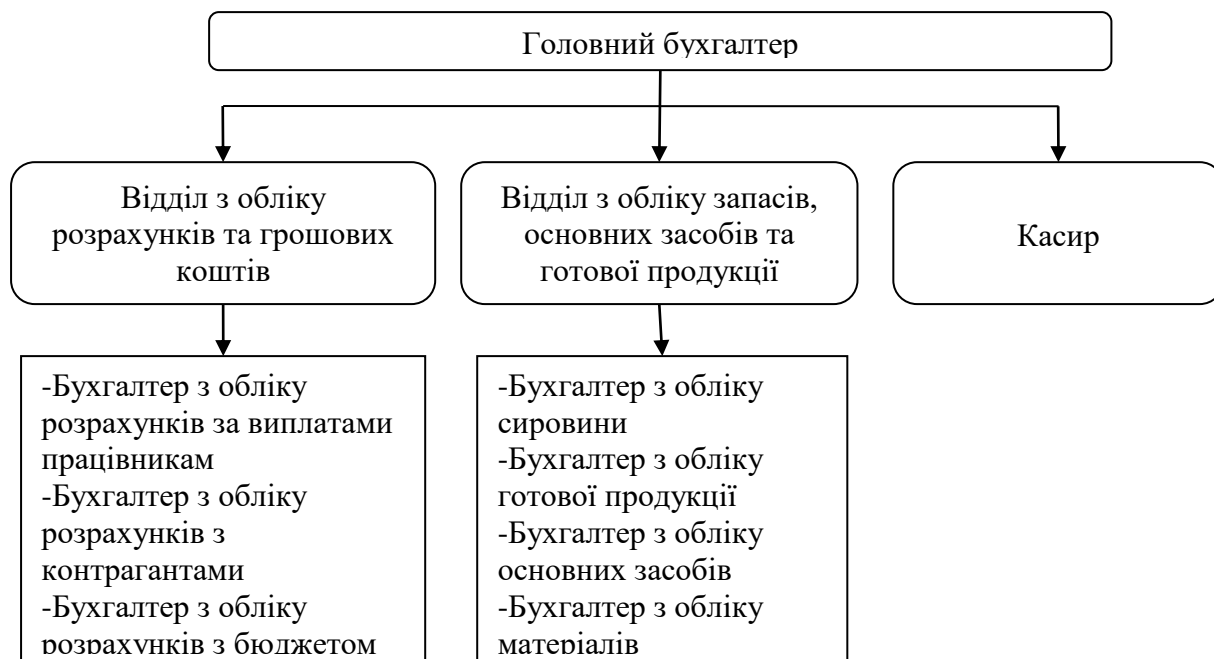 Головний бухгалтер
Відділ з обліку
розрахунків та грошових
коштів
Відділ з обліку запасів,
основних засобів та
готової продукції
Касир
-Бухгалтер з обліку
розрахунків за виплатами
працівникам
-Бухгалтер з обліку
розрахунків з
контрагантами
-Бухгалтер з обліку
розрахунків з бюджетом
-Бухгалтер з обліку
сировини
-Бухгалтер з обліку
готової продукції
-Бухгалтер з обліку
основних засобів
-Бухгалтер з обліку
матеріалів